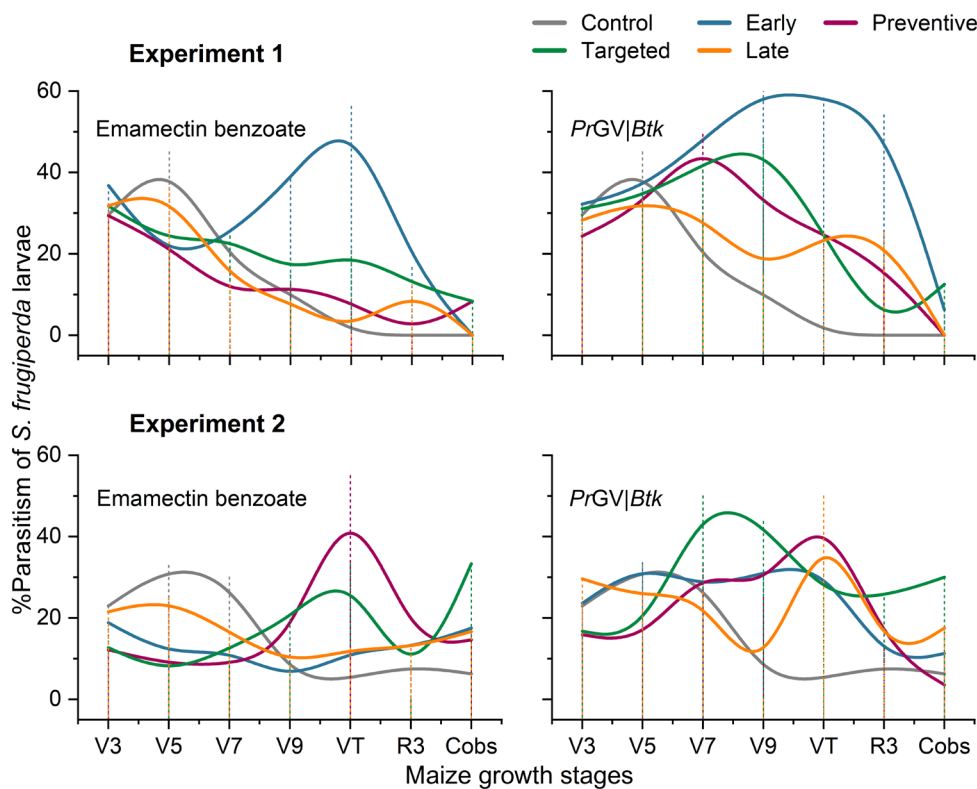 Control Early Preventive
Targeted Late
Experiment 1
60
40
20
0
Emamectin benzoate
PrGV|Btk
%Parasitism of S. frugiperda larvae
Experiment 2
60
40
20
0
Emamectin benzoate
PrGV|Btk
V3 V5 V7 V9 VT R3 Cobs
V3 V5 V7 V9 VT R3 Cobs
Maize growth stages